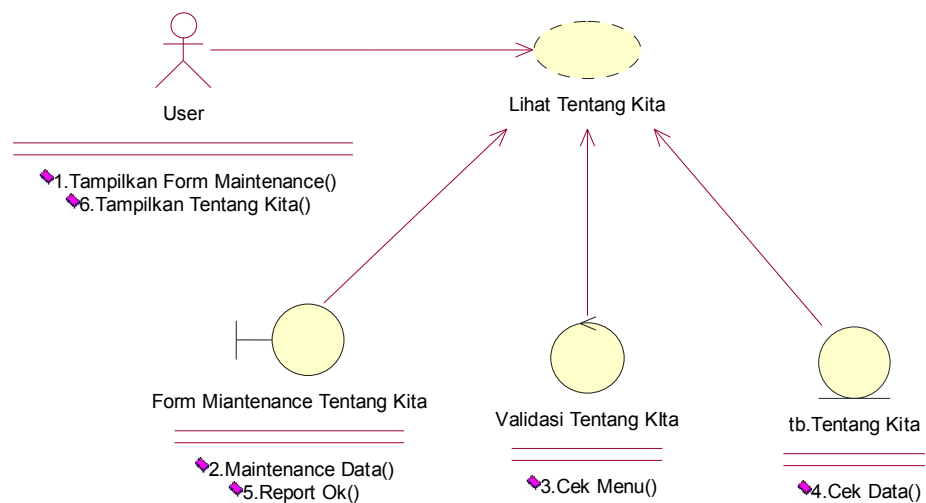 User
Lihat Tentang Kita
1.Tampilkan Form Maintenance()
6.Tampilkan Tentang Kita()
Form Miantenance Tentang Kita
2.Maintenance Data()
5.Report Ok()
Validasi Tentang KIta
3.Cek Menu()
tb.Tentang Kita
4.Cek Data()